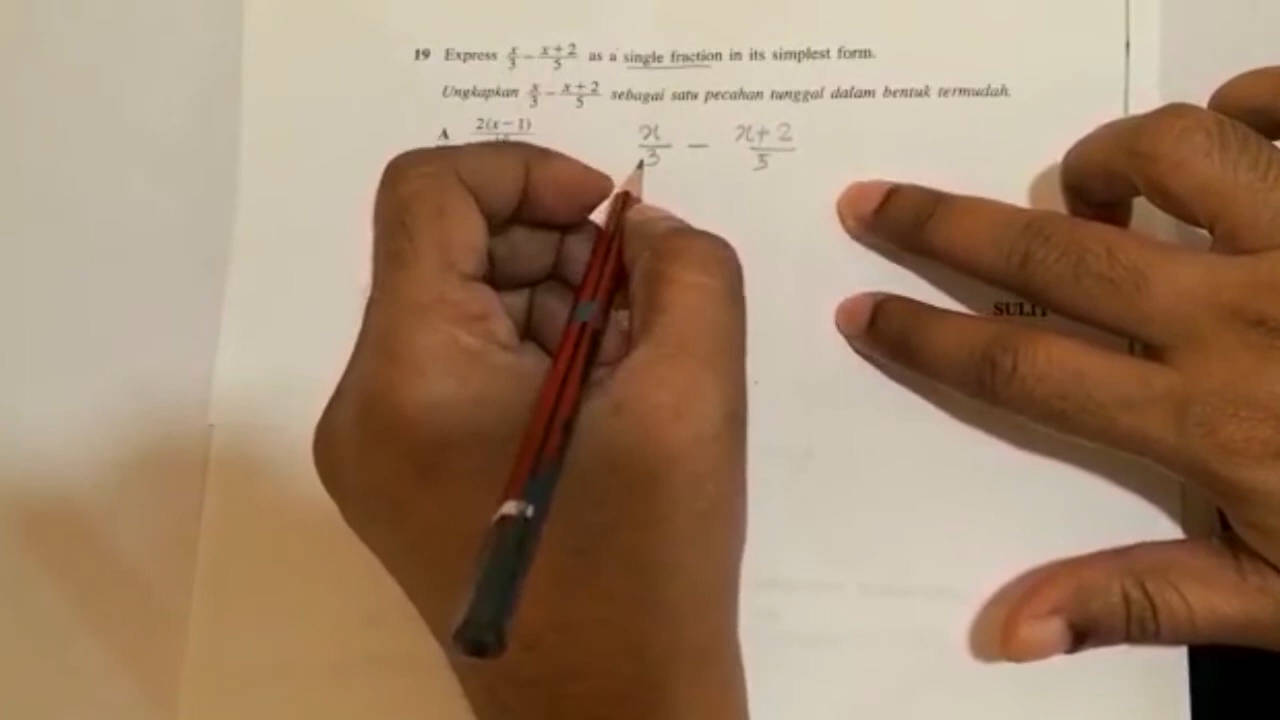 19 Express x/3 − x+2/5 as a single fraction in its simplest form.
Ungkapkan x/3 − x+2/5 sebagai satu pecahan tunggal dalam bentuk termudah.
A 2(x−1)
x/3 − x+2/5
SULIT